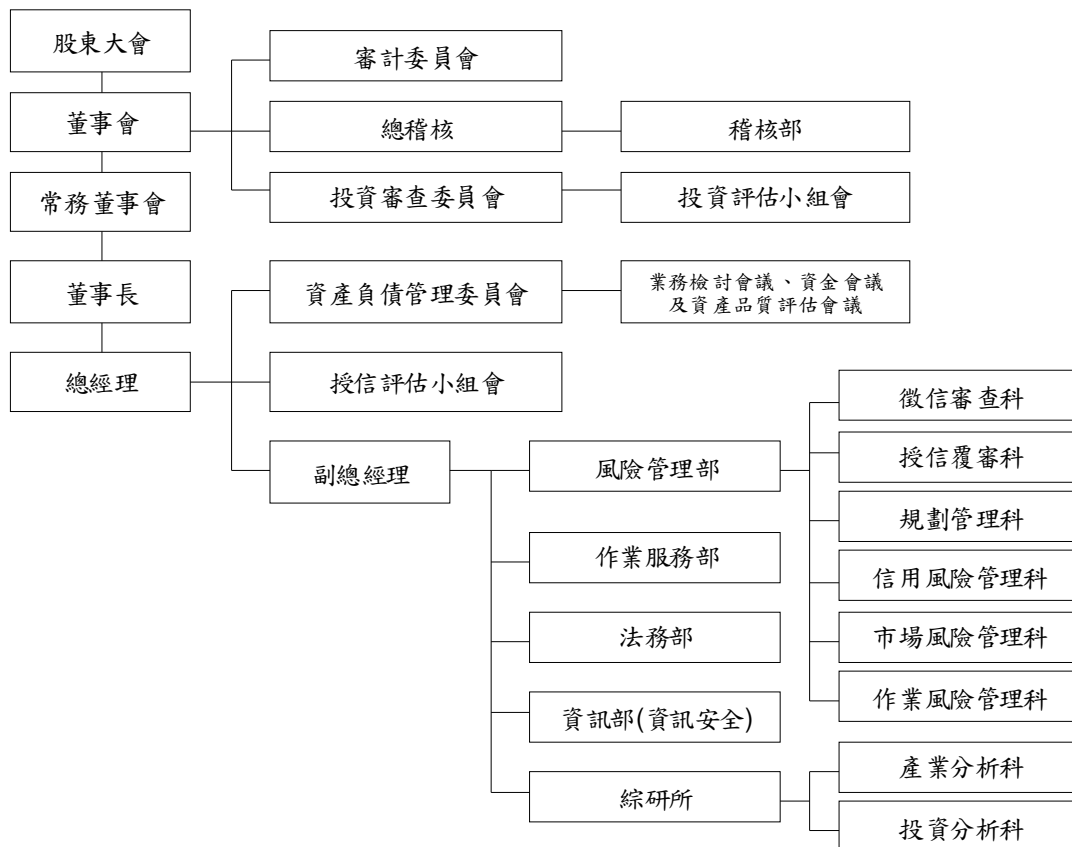 股東大會
審計委員會
董事會
總稽核
稽核部
常務董事會
投資審查委員會
投資評估小組會
董事長
資產負債管理委員會
業務檢討會議、資金會議
及資產品質評估會議
總經理
授信評估小組會
徵信審查科
副總經理
風險管理部
授信覆審科
規劃管理科
作業服務部
信用風險管理科
法務部
市場風險管理科
資訊部(資訊安全)
作業風險管理科
綜研所
產業分析科
投資分析科